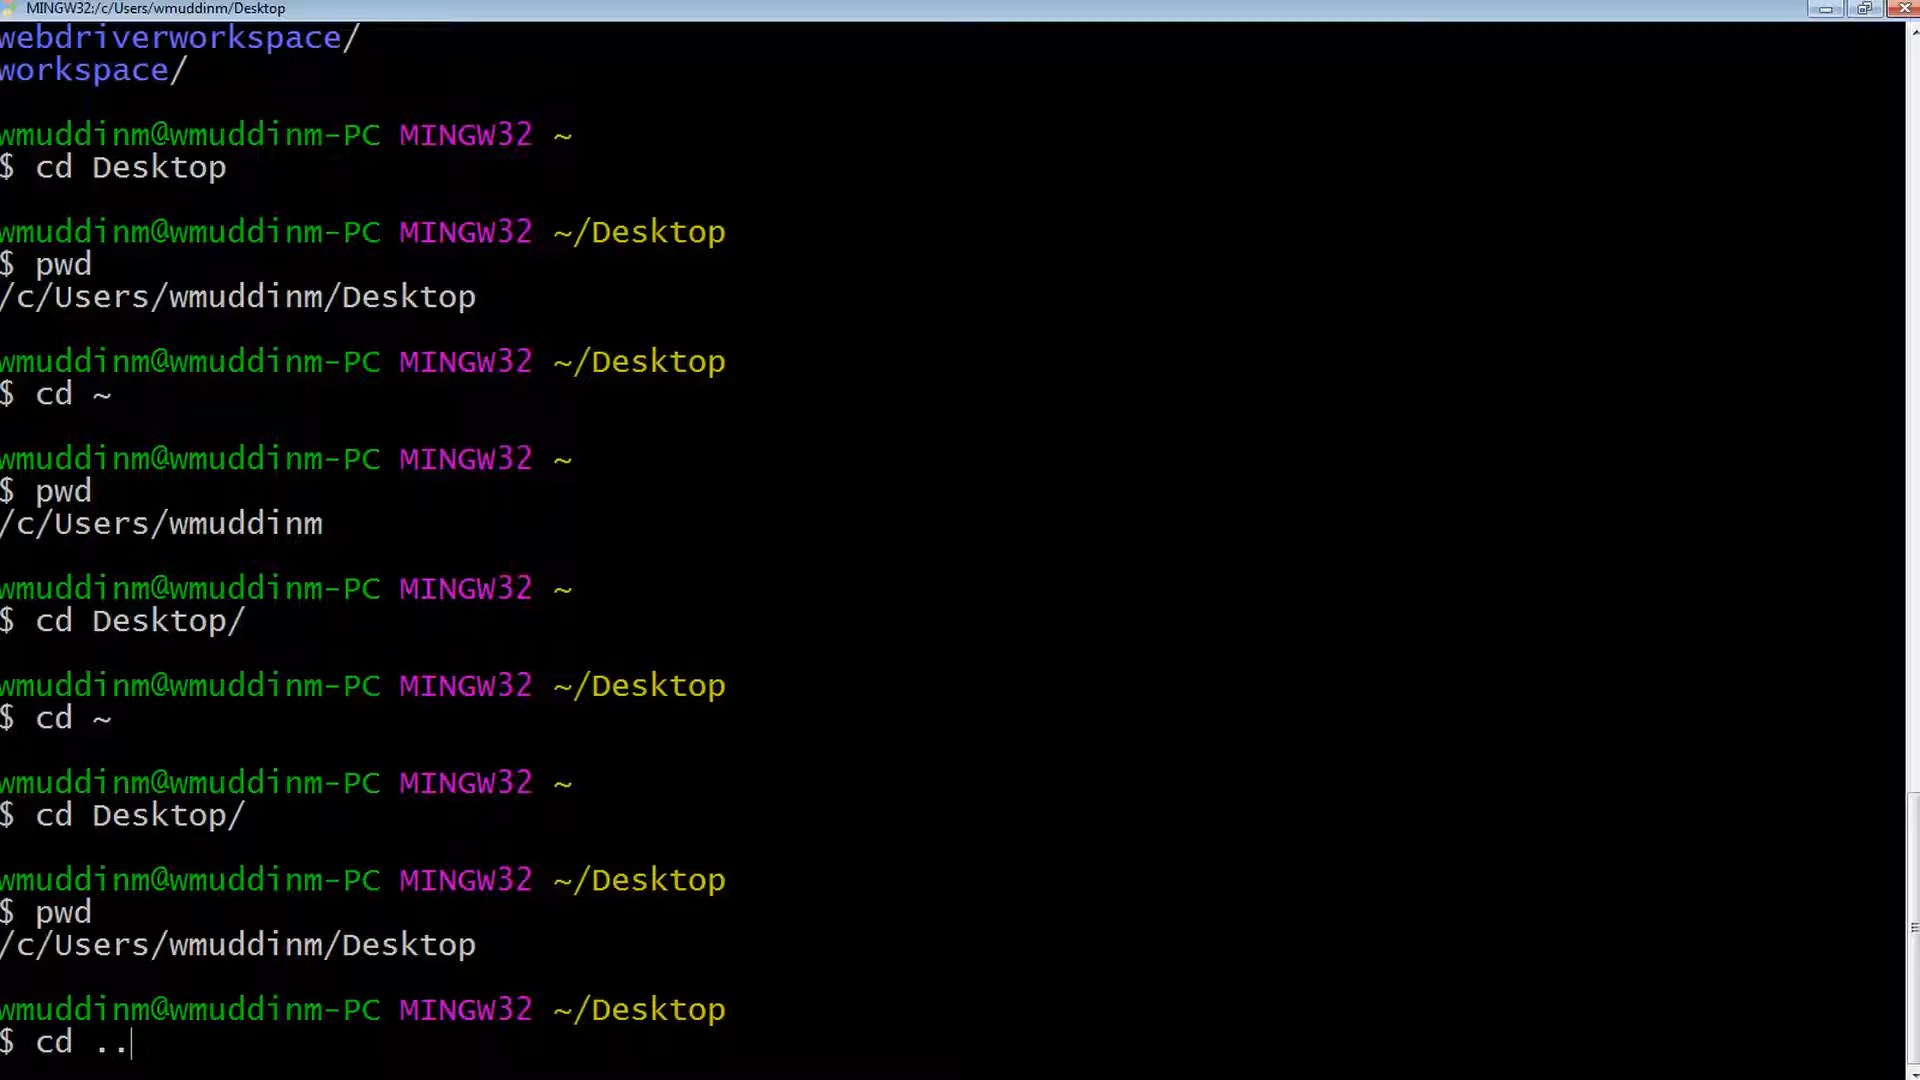 MINGW32:/c/Users/wmuddinm/Desktop
webdriverworkspace/
workspace/
wmuddinm@wmuddinm-PC MINGW32 ~
$ cd Desktop
wmuddinm@wmuddinm-PC MINGW32 ~/Desktop
$ pwd
/c/Users/wmuddinm/Desktop
wmuddinm@wmuddinm-PC MINGW32 ~/Desktop
$ cd ~
wmuddinm@wmuddinm-PC MINGW32 ~
$ pwd
/c/Users/wmuddinm
wmuddinm@wmuddinm-PC MINGW32 ~
$ cd Desktop/
wmuddinm@wmuddinm-PC MINGW32 ~/Desktop
$ cd ~
wmuddinm@wmuddinm-PC MINGW32 ~
$ cd Desktop/
wmuddinm@wmuddinm-PC MINGW32 ~/Desktop
$ pwd
/c/Users/wmuddinm/Desktop
wmuddinm@wmuddinm-PC MINGW32 ~/Desktop
$ cd ..